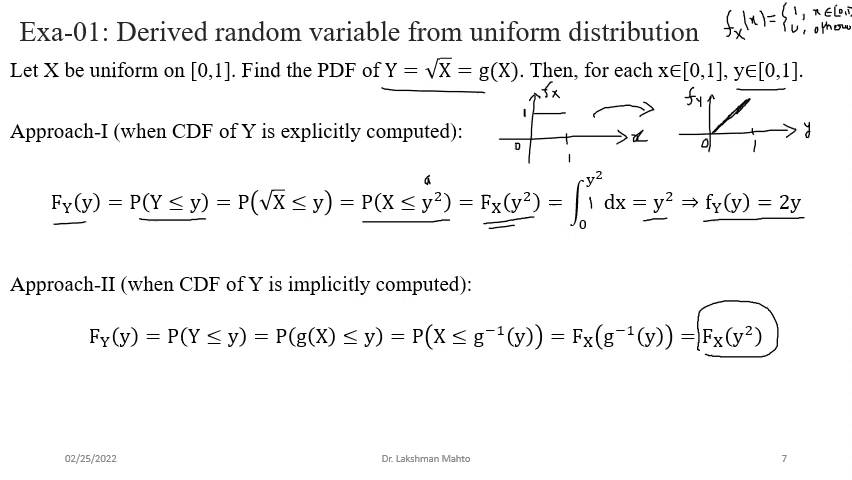 Exa-01: Derived random variable from uniform distribution
f_X(x) = { 1, x ∈ [0,1]
0, otherw
Let X be uniform on [0,1]. Find the PDF of Y = √X = g(X). Then, for each x∈[0,1], y∈[0,1].
f_X
1
0
1
x
f_Y
0
1
y
Approach-I (when CDF of Y is explicitly computed):
F_Y(y) = P(Y ≤ y) = P(√X ≤ y) = P(X ≤ y²) = F_X(y²) = ∫₀^{y²} 1 dx = y² ⇒ f_Y(y) = 2y
Approach-II (when CDF of Y is implicitly computed):
F_Y(y) = P(Y ≤ y) = P(g(X) ≤ y) = P(X ≤ g⁻¹(y)) = F_X(g⁻¹(y)) = F_X(y²)
02/25/2022
Dr. Lakshman Mahto
7